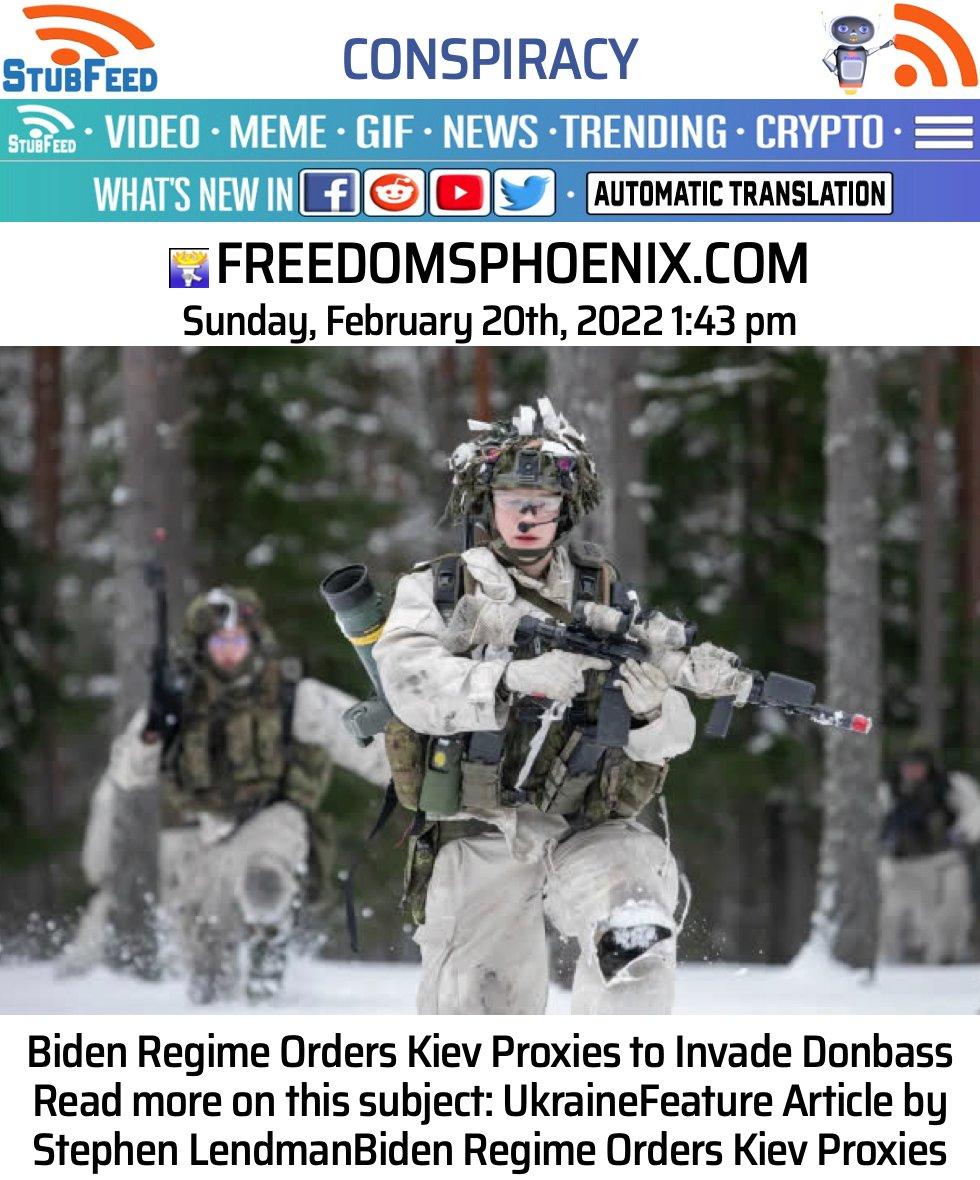 STUBFEED
CONSPIRACY
STUBFEED · VIDEO · MEME · GIF · NEWS · TRENDING · CRYPTO ·
WHAT'S NEW IN · AUTOMATIC TRANSLATION
FREEDOMSPHOENIX.COM
Sunday, February 20th, 2022 1:43 pm
Biden Regime Orders Kiev Proxies to Invade Donbass
Read more on this subject: UkraineFeature Article by
Stephen LendmanBiden Regime Orders Kiev Proxies